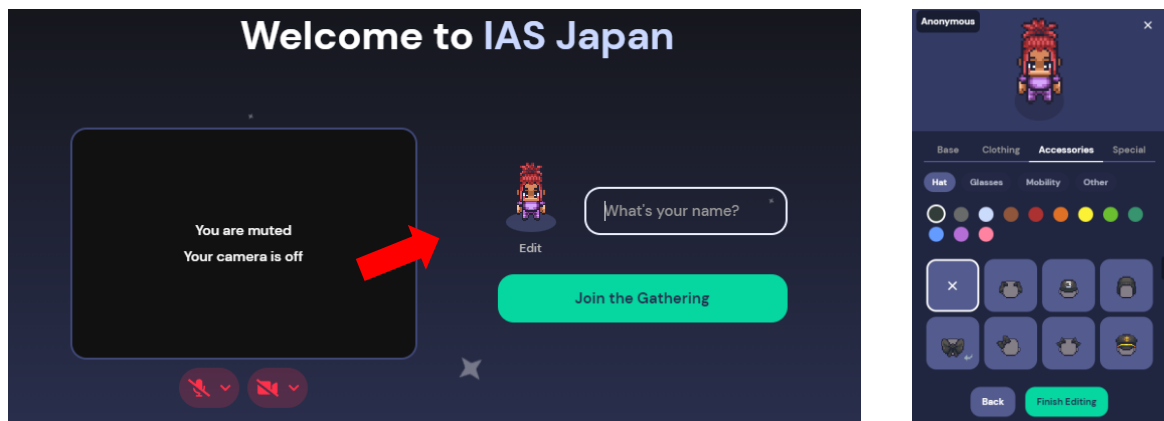 Welcome to IAS Japan
You are muted
Your camera is off
What's your name?
Edit
Join the Gathering
Anonymous
Base Clothing Accessories Special
Hat Glasses Mobility Other
3
Back Finish Editing